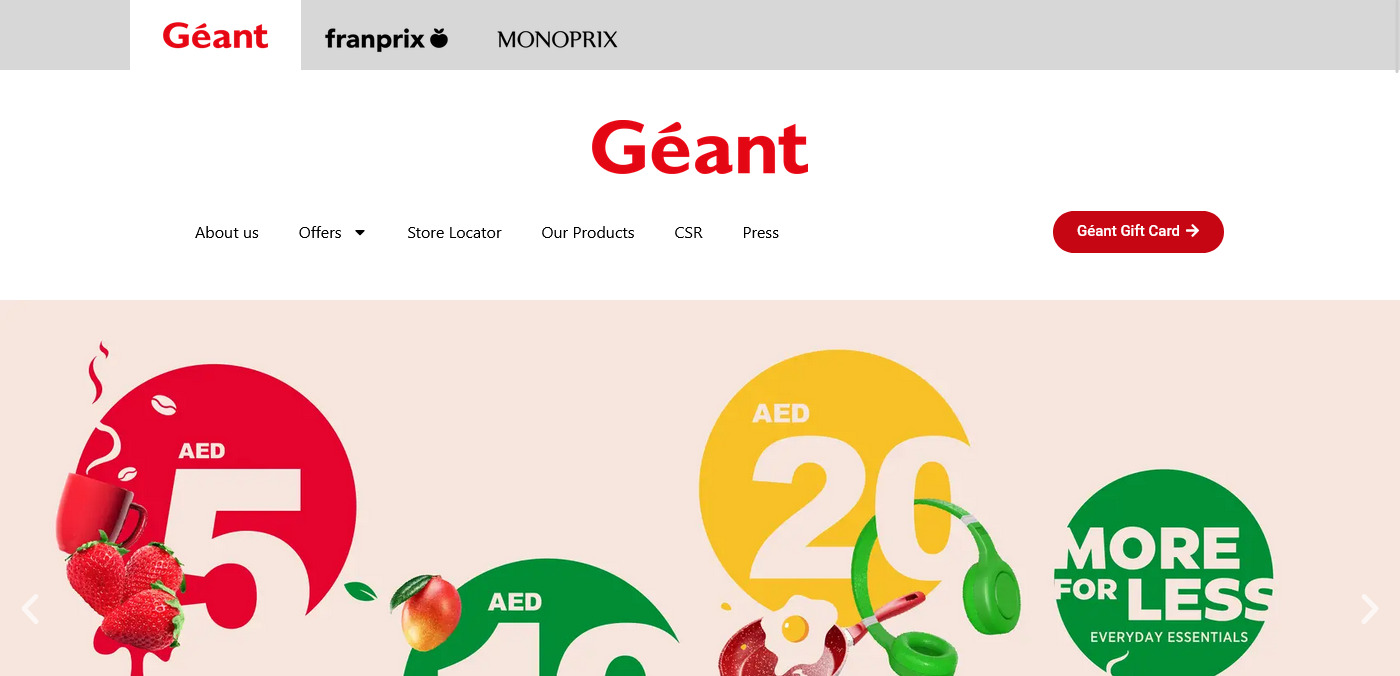 Géant
franprix
MONOPRIX
Géant
About us
Offers
Store Locator
Our Products
CSR
Press
Géant Gift Card
AED
5
AED
20
AED
10
MORE
FOR LESS
EVERYDAY ESSENTIALS